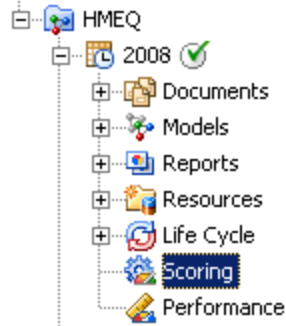 HMEQ
2008
Documents
Models
Reports
Resources
Life Cycle
Scoring
Performance